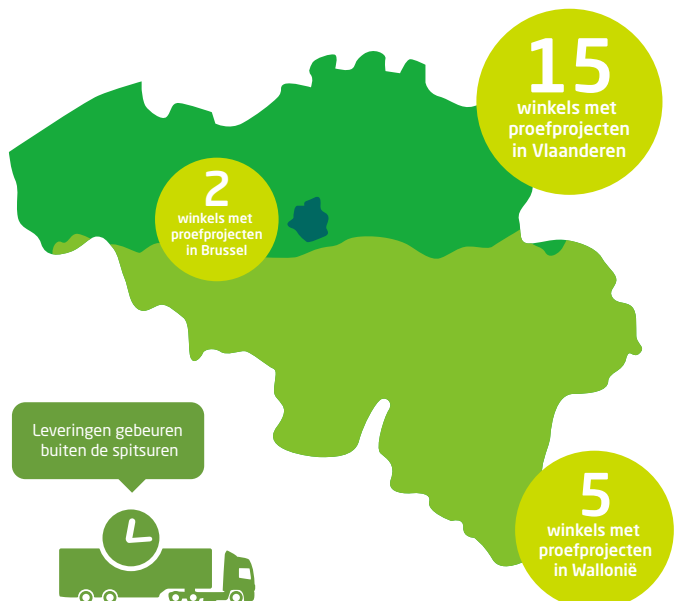 15
winkels met
proefprojecten
in Vlaanderen
2
winkels met
proefprojecten
in Brussel
Leveringen gebeuren
buiten de spitsuren
5
winkels met
proefprojecten
in Wallonië